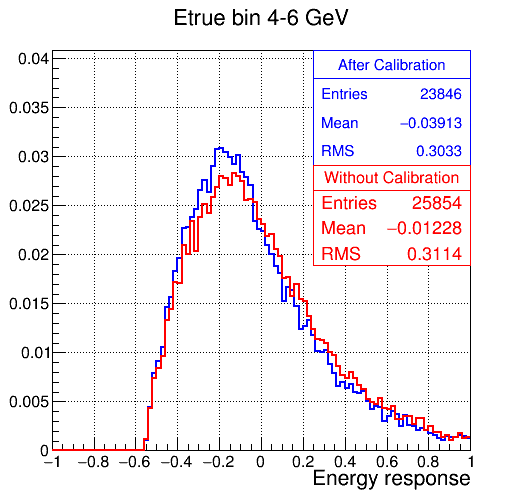 Etrue bin 4-6 GeV
0.04
0.035
0.03
0.025
0.02
0.015
0.01
0.005
0
After Calibration
Entries 23846
Mean −0.03913
RMS 0.3033
Without Calibration
Entries 25854
Mean −0.01228
RMS 0.3114
−1 −0.8 −0.6 −0.4 −0.2 0 0.2 0.4 0.6 0.8 1
Energy response